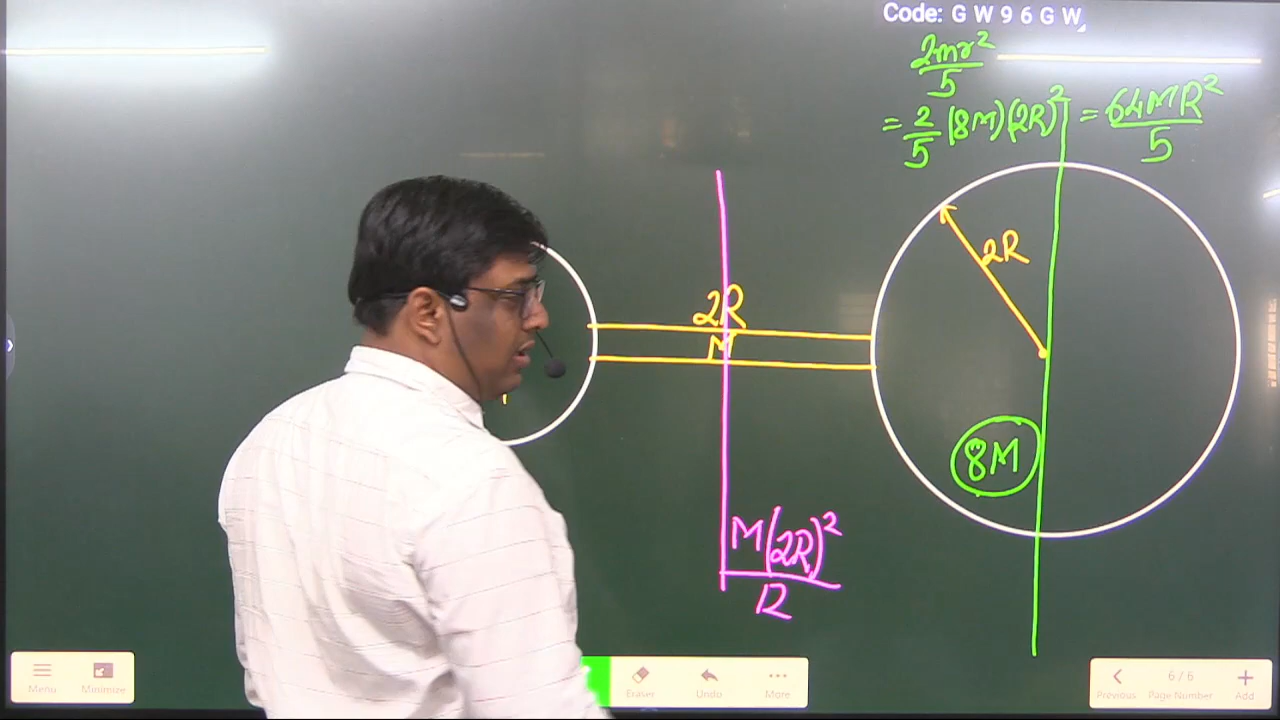 Code: G W 9 6 G W
2mr²/5
= 2/5 (8M)(2R)² = 64MR²/5
2R
2R
M
8M
M(2R)²/12
Menu
Minimize
Eraser
Undo
More
Previous
6 / 6
Page Number
Add